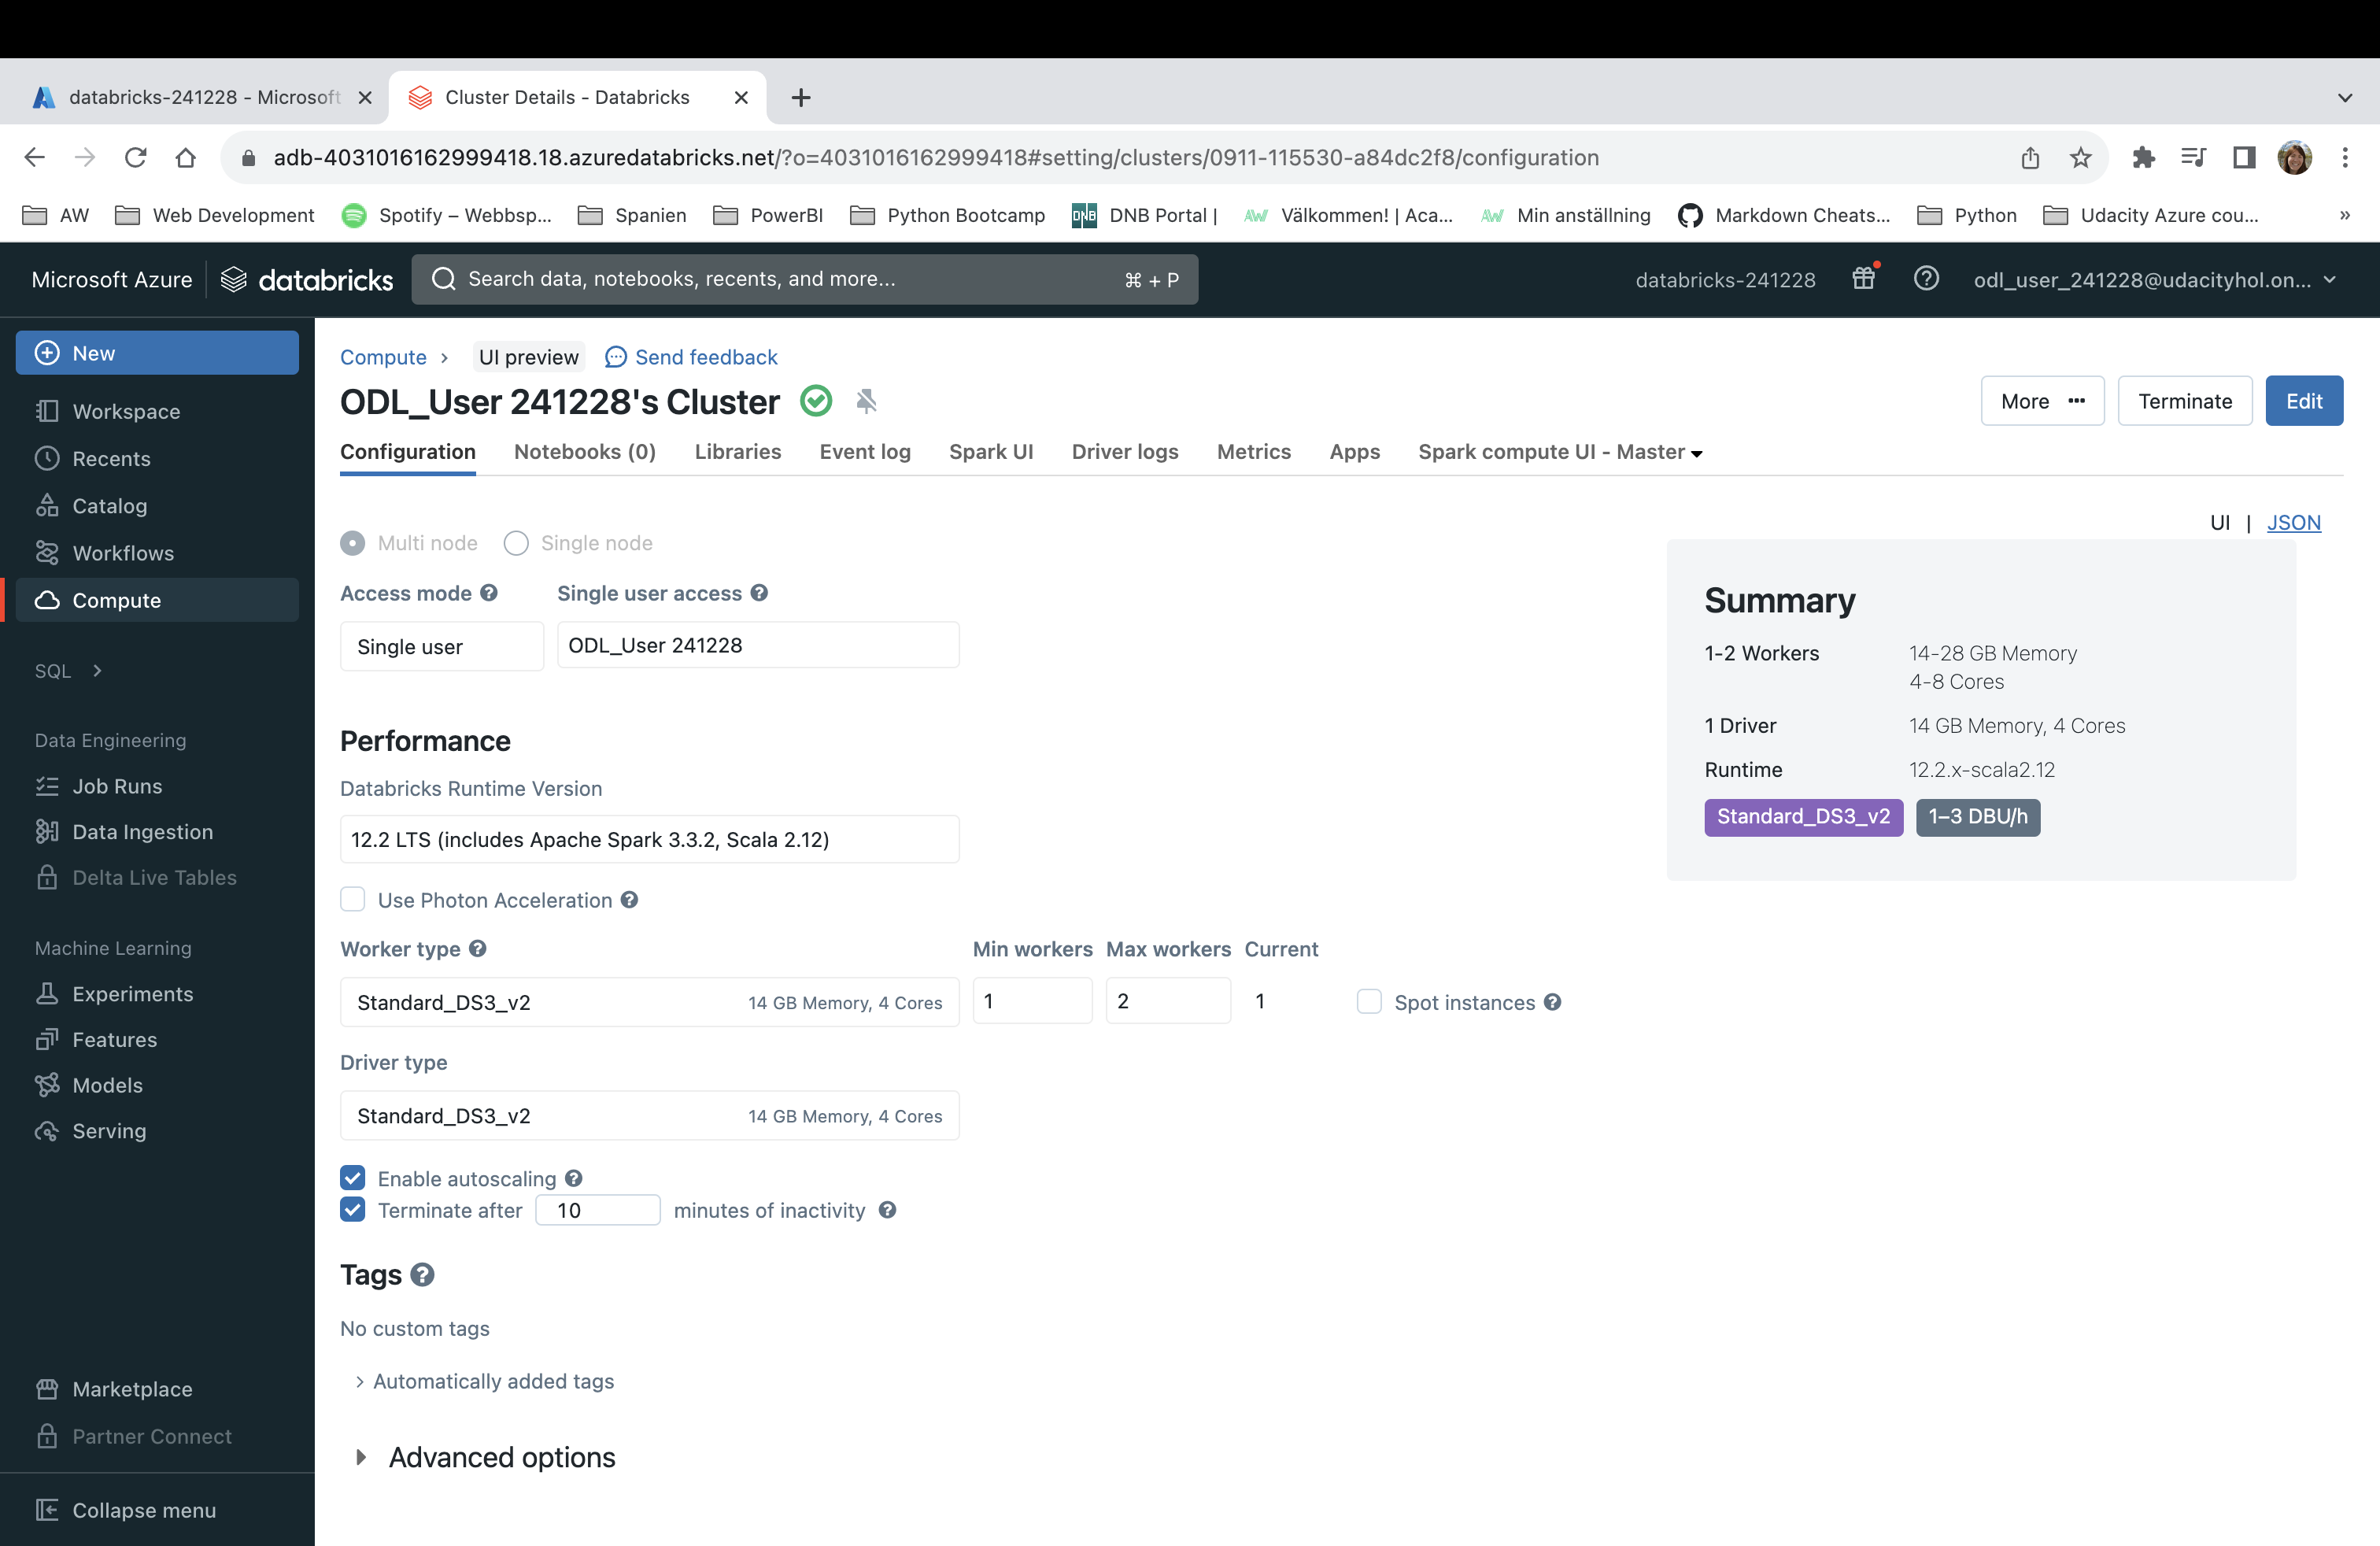 databricks-241228 - Microsoft
Cluster Details - Databricks
adb-4031016162999418.18.azuredatabricks.net/?o=4031016162999418#setting/clusters/0911-115530-a84dc2f8/configuration
AW
Web Development
Spotify – Webbsp...
Spanien
PowerBI
Python Bootcamp
DNB
DNB Portal |
AW
Välkommen! | Aca...
AW
Min anställning
Markdown Cheats...
Python
Udacity Azure cou...
»
Microsoft Azure
databricks
Search data, notebooks, recents, and more...
⌘ + P
databricks-241228
odl_user_241228@udacityhol.on...
New
Workspace
Recents
Catalog
Workflows
Compute
SQL
Data Engineering
Job Runs
Data Ingestion
Delta Live Tables
Machine Learning
Experiments
Features
Models
Serving
Marketplace
Partner Connect
Collapse menu
Compute
UI preview
Send feedback
ODL_User 241228's Cluster
More
Terminate
Edit
Configuration
Notebooks (0)
Libraries
Event log
Spark UI
Driver logs
Metrics
Apps
Spark compute UI - Master
UI | JSON
Multi node
Single node
Access mode
Single user access
Single user
ODL_User 241228
Performance
Databricks Runtime Version
12.2 LTS (includes Apache Spark 3.3.2, Scala 2.12)
Use Photon Acceleration
Worker type
Min workers
Max workers
Current
Standard_DS3_v2
14 GB Memory, 4 Cores
1
2
1
Spot instances
Driver type
Standard_DS3_v2
14 GB Memory, 4 Cores
Enable autoscaling
Terminate after 10 minutes of inactivity
Tags
No custom tags
Automatically added tags
Advanced options
Summary
1-2 Workers
14-28 GB Memory
4-8 Cores
1 Driver
14 GB Memory, 4 Cores
Runtime
12.2.x-scala2.12
Standard_DS3_v2
1–3 DBU/h